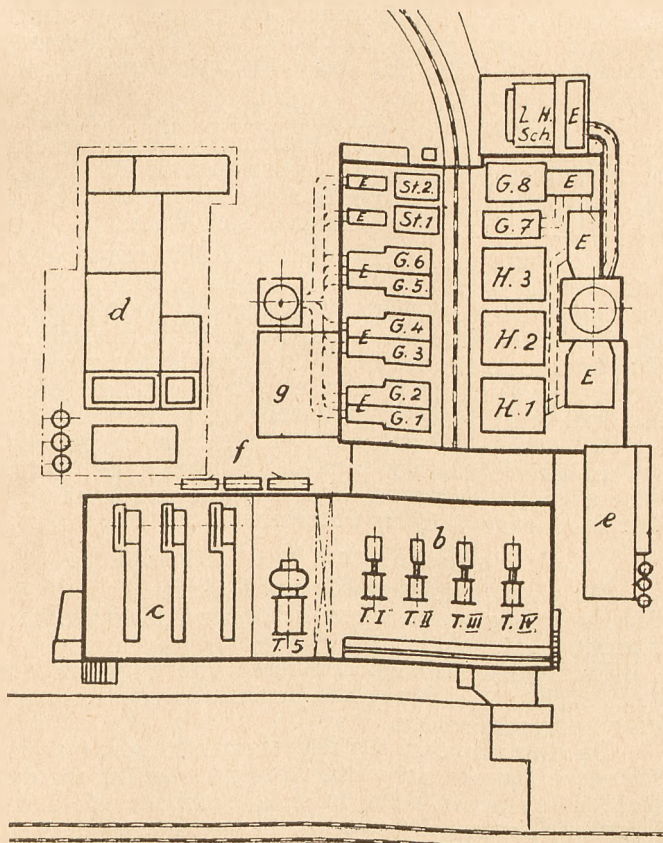 L H.
Sch.
E
E
St. 2
G. 8
E
E
St. 1
G. 7
E
G. 6
E
G. 5.
H. 3
d
G. 4
E
G. 3
H. 2
g
G. 2
E
G. 1
H. 1
E
f
b
e
c
T. 5
T. I
T. II
T. III
T. IV